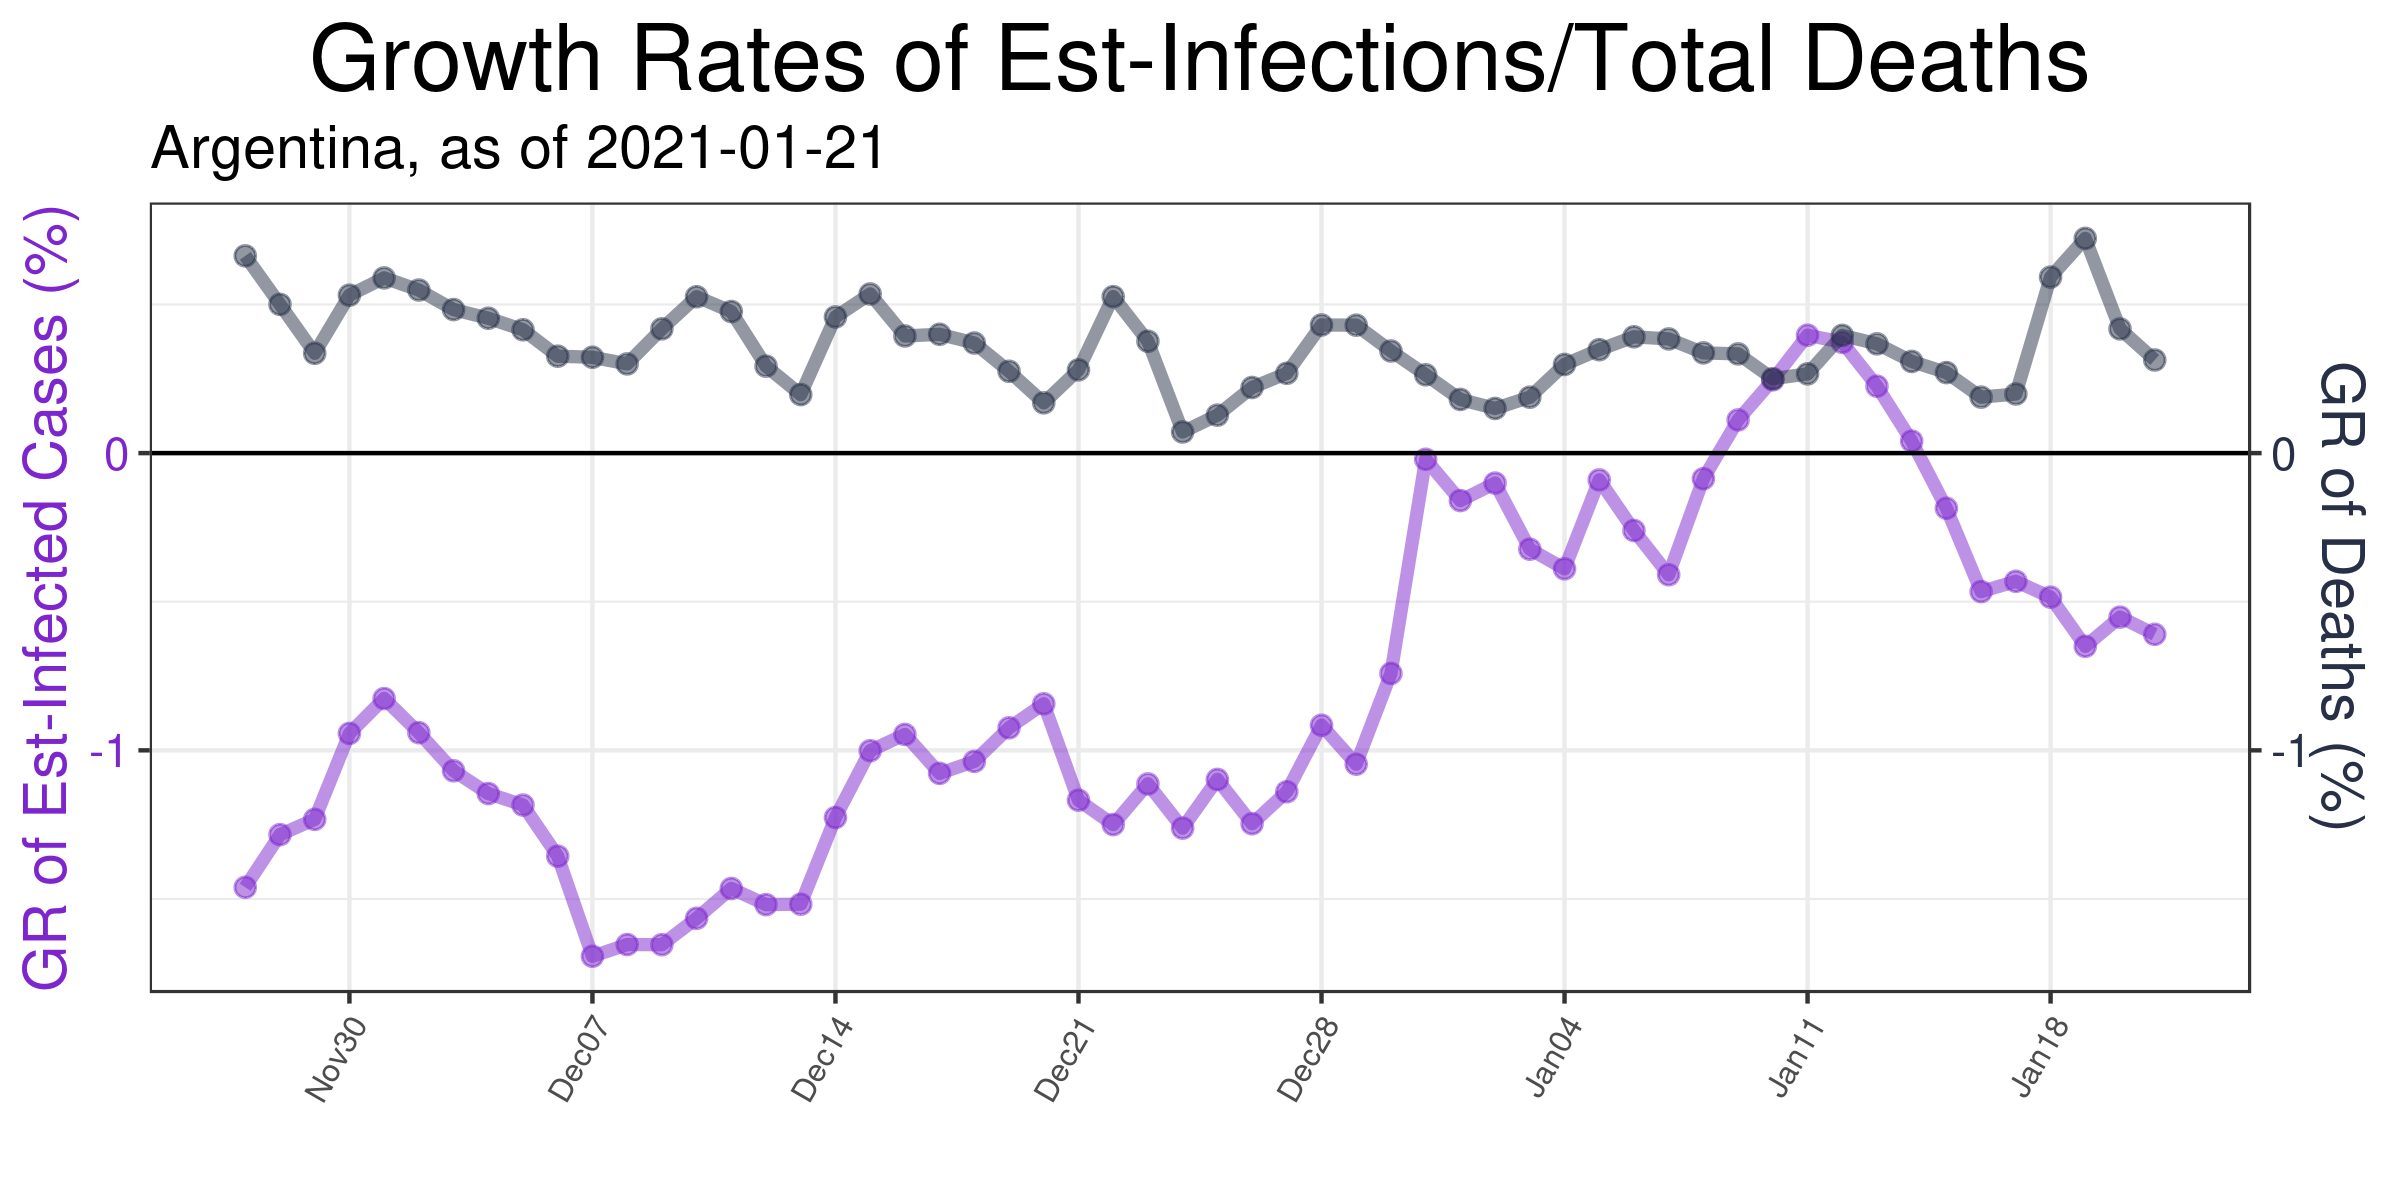 Growth Rates of Est-Infections/Total Deaths
Argentina, as of 2021-01-21
GR of Est-Infected Cases (%)
0
-1
0
-1
GR of Deaths (%)
Nov30
Dec07
Dec14
Dec21
Dec28
Jan04
Jan11
Jan18